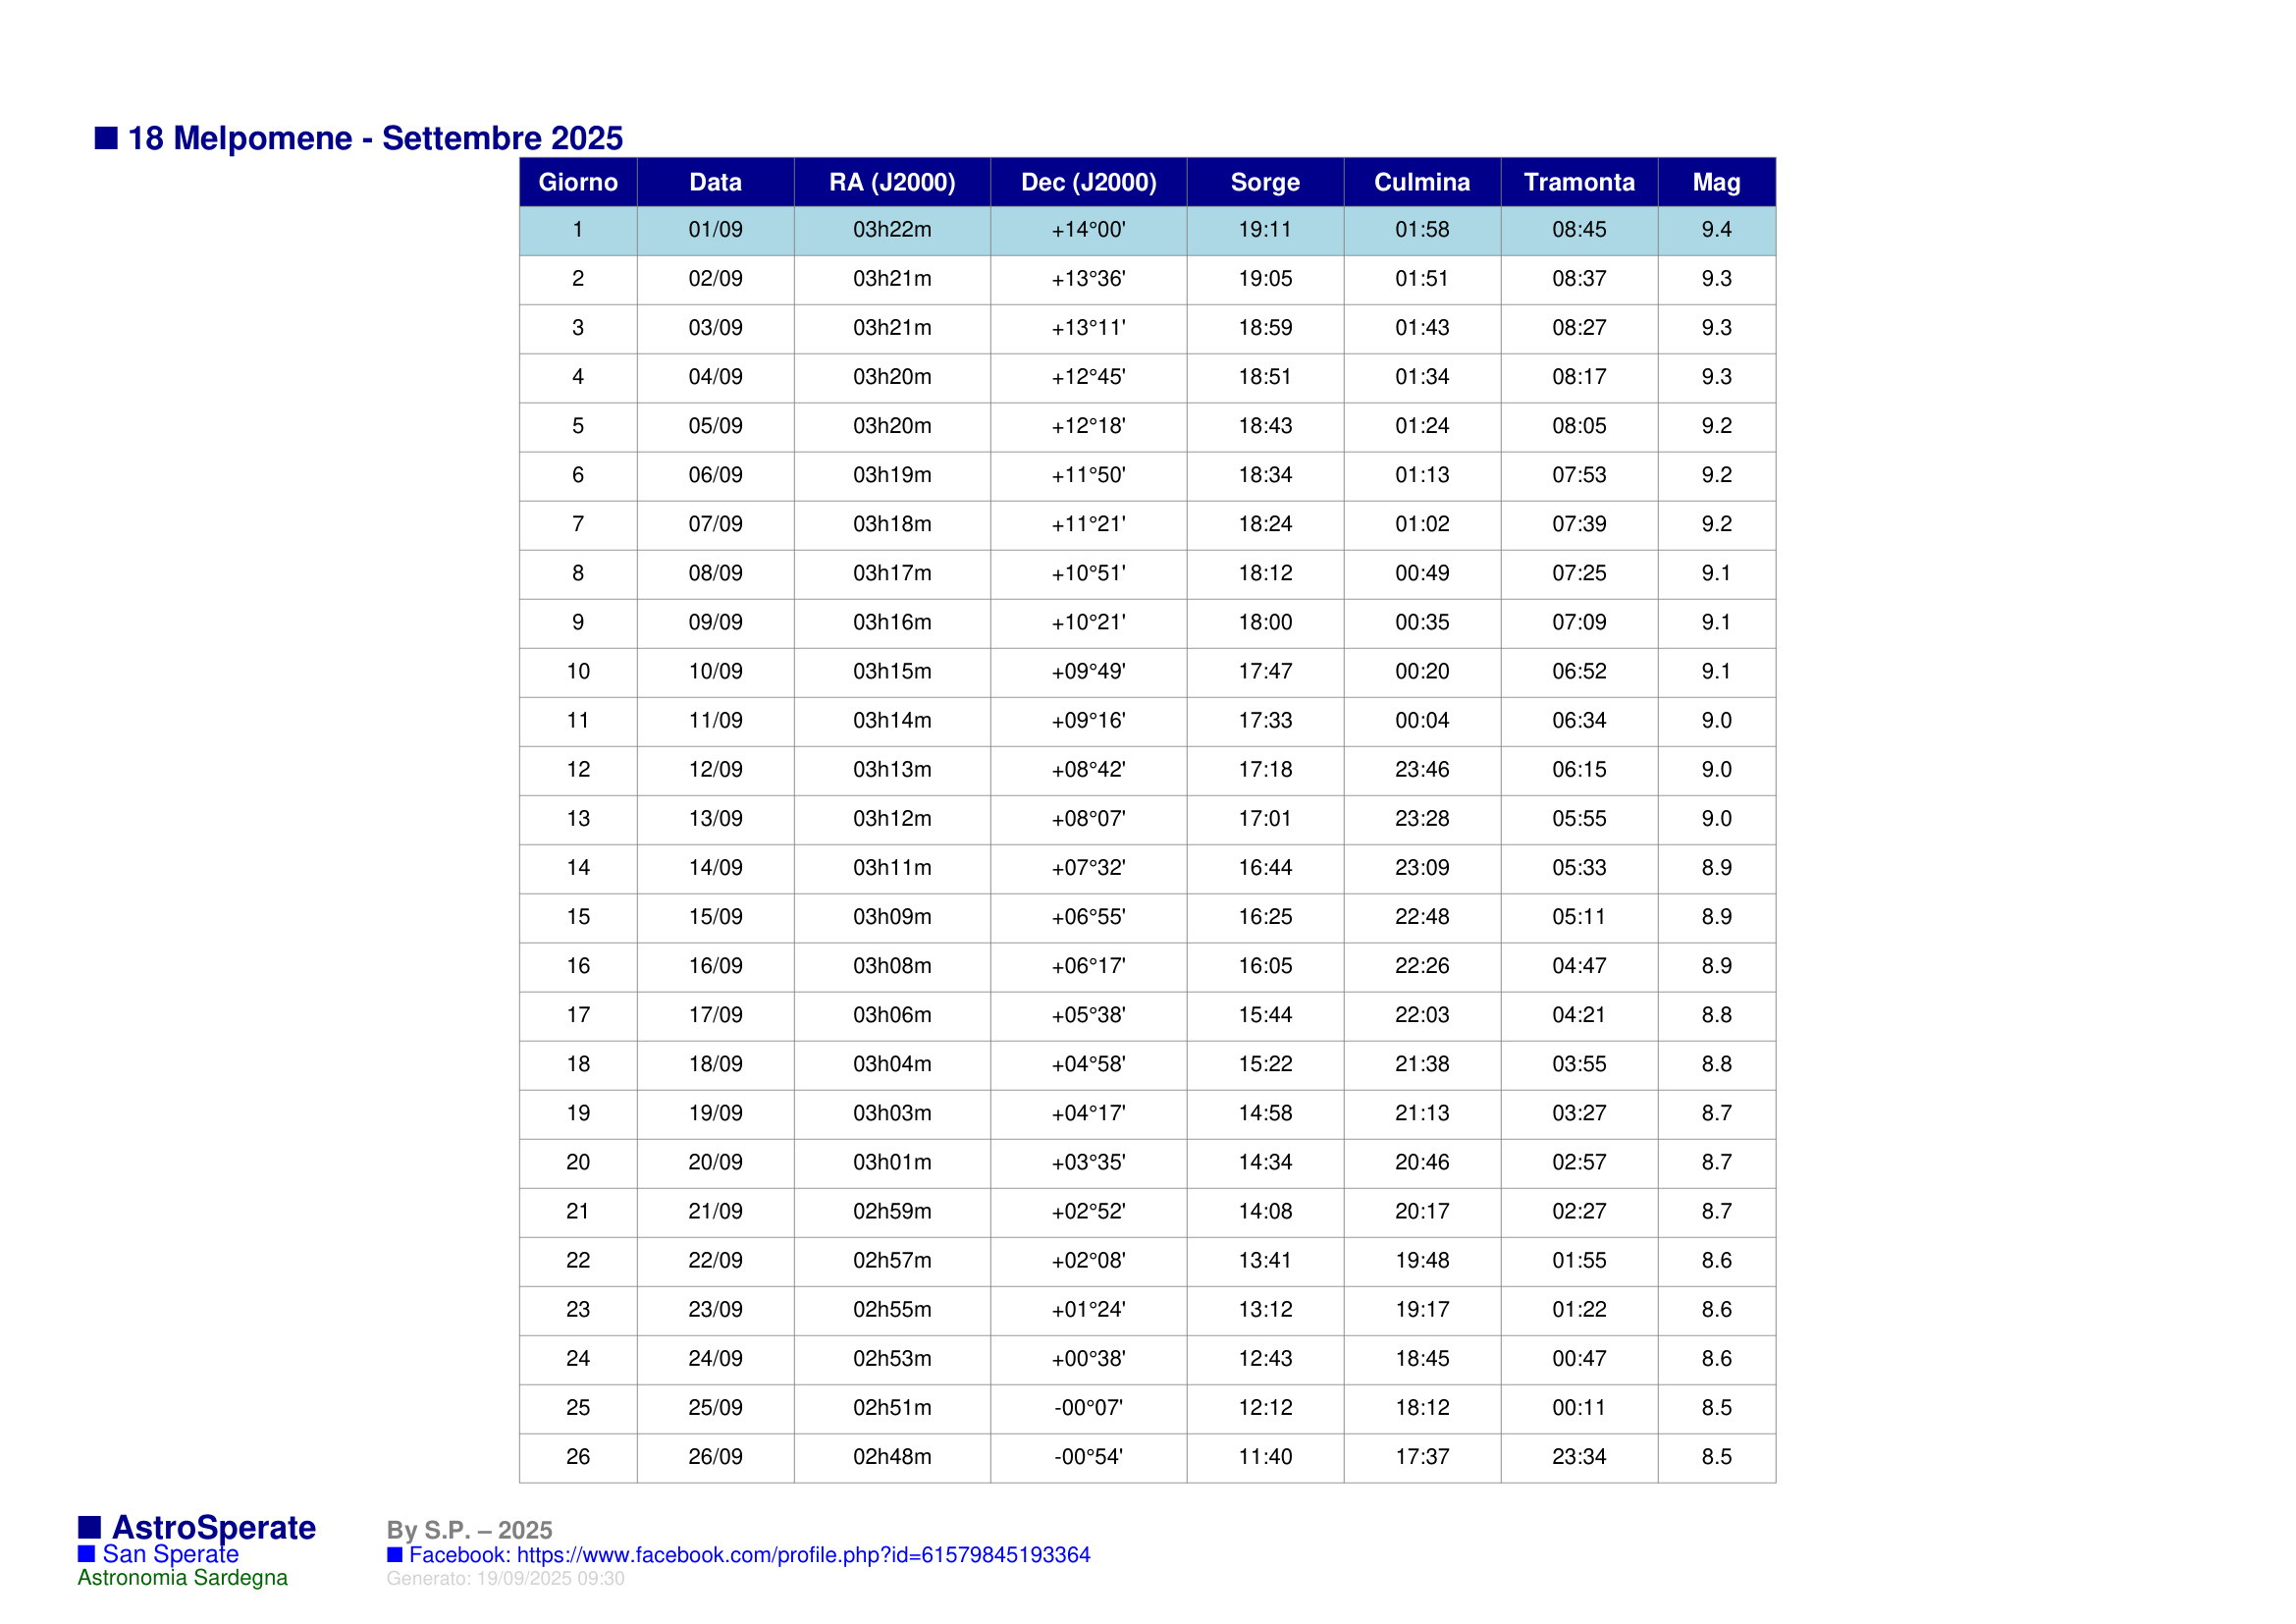 ■ 18 Melpomene - Settembre 2025
Giorno Data RA (J2000) Dec (J2000) Sorge Culmina Tramonta Mag
1 01/09 03h22m +14°00' 19:11 01:58 08:45 9.4
2 02/09 03h21m +13°36' 19:05 01:51 08:37 9.3
3 03/09 03h21m +13°11' 18:59 01:43 08:27 9.3
4 04/09 03h20m +12°45' 18:51 01:34 08:17 9.3
5 05/09 03h20m +12°18' 18:43 01:24 08:05 9.2
6 06/09 03h19m +11°50' 18:34 01:13 07:53 9.2
7 07/09 03h18m +11°21' 18:24 01:02 07:39 9.2
8 08/09 03h17m +10°51' 18:12 00:49 07:25 9.1
9 09/09 03h16m +10°21' 18:00 00:35 07:09 9.1
10 10/09 03h15m +09°49' 17:47 00:20 06:52 9.1
11 11/09 03h14m +09°16' 17:33 00:04 06:34 9.0
12 12/09 03h13m +08°42' 17:18 23:46 06:15 9.0
13 13/09 03h12m +08°07' 17:01 23:28 05:55 9.0
14 14/09 03h11m +07°32' 16:44 23:09 05:33 8.9
15 15/09 03h09m +06°55' 16:25 22:48 05:11 8.9
16 16/09 03h08m +06°17' 16:05 22:26 04:47 8.9
17 17/09 03h06m +05°38' 15:44 22:03 04:21 8.8
18 18/09 03h04m +04°58' 15:22 21:38 03:55 8.8
19 19/09 03h03m +04°17' 14:58 21:13 03:27 8.7
20 20/09 03h01m +03°35' 14:34 20:46 02:57 8.7
21 21/09 02h59m +02°52' 14:08 20:17 02:27 8.7
22 22/09 02h57m +02°08' 13:41 19:48 01:55 8.6
23 23/09 02h55m +01°24' 13:12 19:17 01:22 8.6
24 24/09 02h53m +00°38' 12:43 18:45 00:47 8.6
25 25/09 02h51m -00°07' 12:12 18:12 00:11 8.5
26 26/09 02h48m -00°54' 11:40 17:37 23:34 8.5
■ AstroSperate
■ San Sperate
Astronomia Sardegna
By S.P. – 2025
■ Facebook: https://www.facebook.com/profile.php?id=61579845193364
Generato: 19/09/2025 09:30